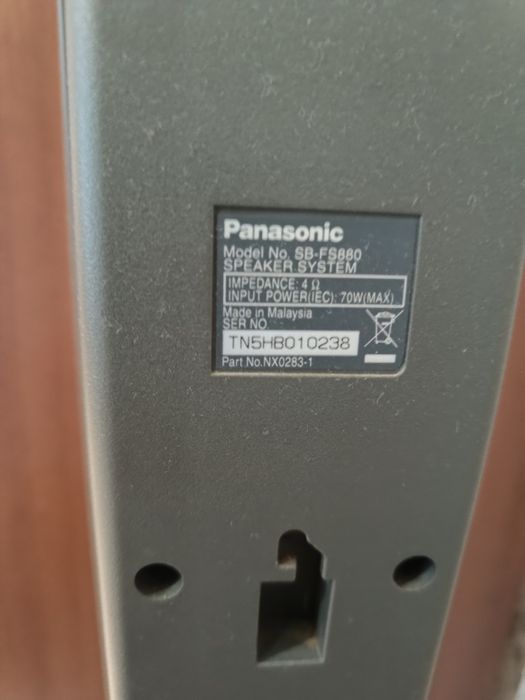 Panasonic
Model No. SB-FS880
SPEAKER SYSTEM
IMPEDANCE: 4 Ω
INPUT POWER(IEC): 70W(MAX)
Made in Malaysia
SER NO
TN5HB010238
Part No.NX0283-1